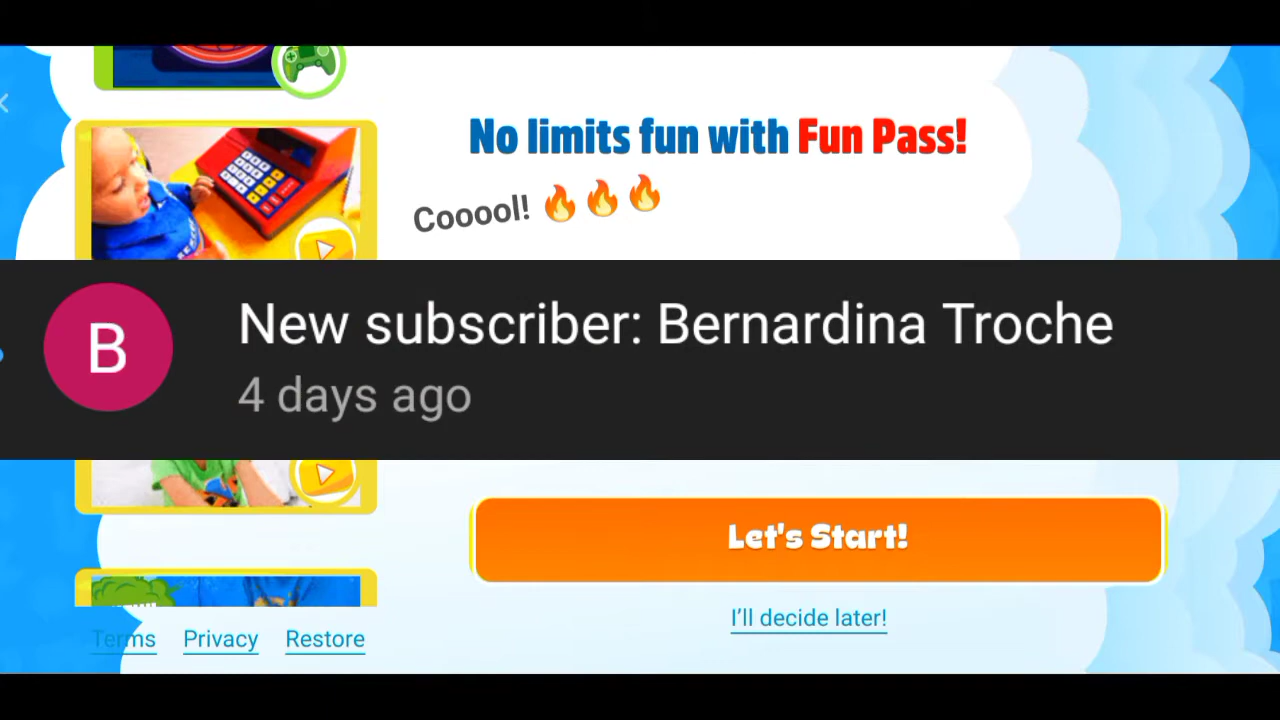 No limits fun with Fun Pass!
Cooool! 🔥🔥🔥
B
New subscriber: Bernardina Troche
4 days ago
Let's Start!
I'll decide later!
Terms Privacy Restore